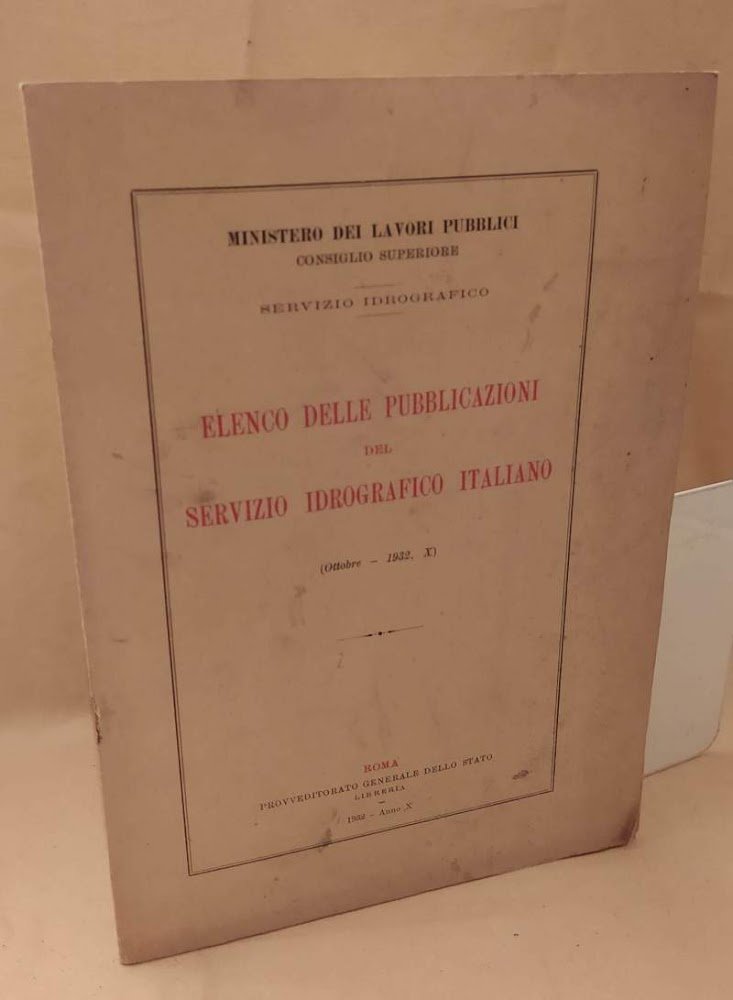 MINISTERO DEI LAVORI PUBBLICI
CONSIGLIO SUPERIORE
SERVIZIO IDROGRAFICO
ELENCO DELLE PUBBLICAZIONI
DEL
SERVIZIO IDROGRAFICO ITALIANO
(Ottobre - 1932, X)
ROMA
PROVVEDITORATO GENERALE DELLO STATO
LIBRERIA
1932 - Anno X